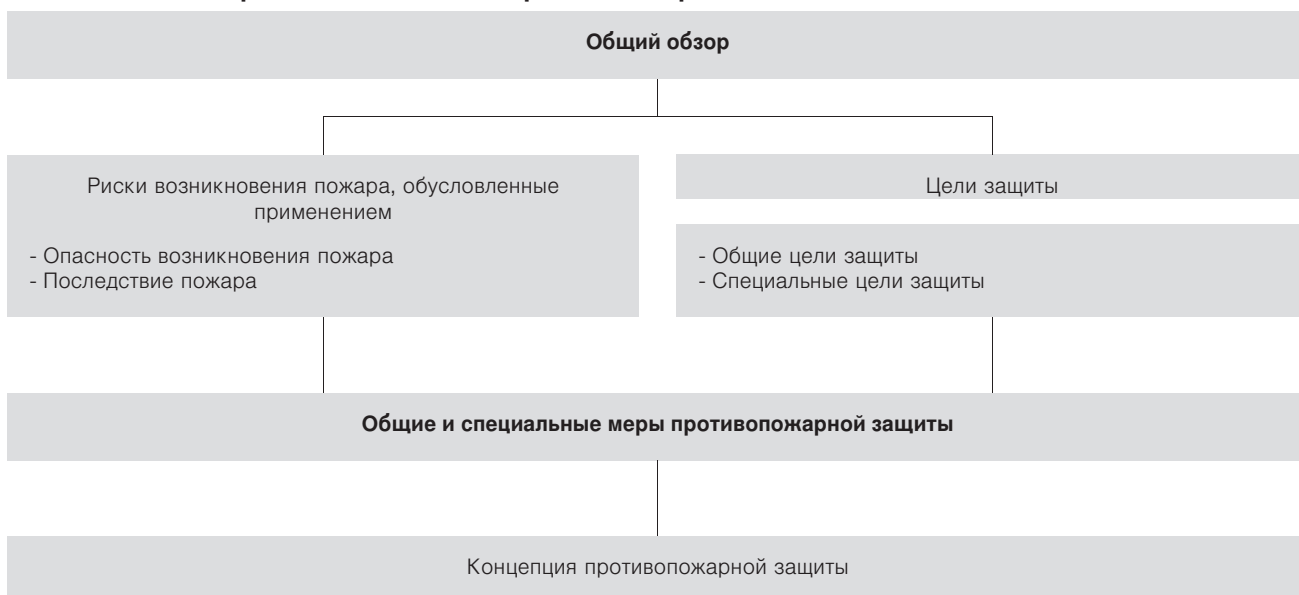 Общий обзор
Риски возникновения пожара, обусловленные
применением
- Опасность возникновения пожара
- Последствие пожара
Цели защиты
- Общие цели защиты
- Специальные цели защиты
Общие и специальные меры противопожарной защиты
Концепция противопожарной защиты